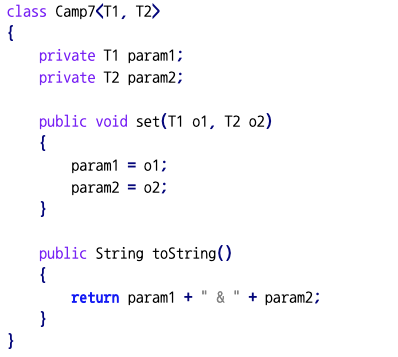 class Camp7<T1, T2>
{
    private T1 param1;
    private T2 param2;

    public void set(T1 o1, T2 o2)
    {
        param1 = o1;
        param2 = o2;
    }

    public String toString()
    {
        return param1 + " & " + param2;
    }
}